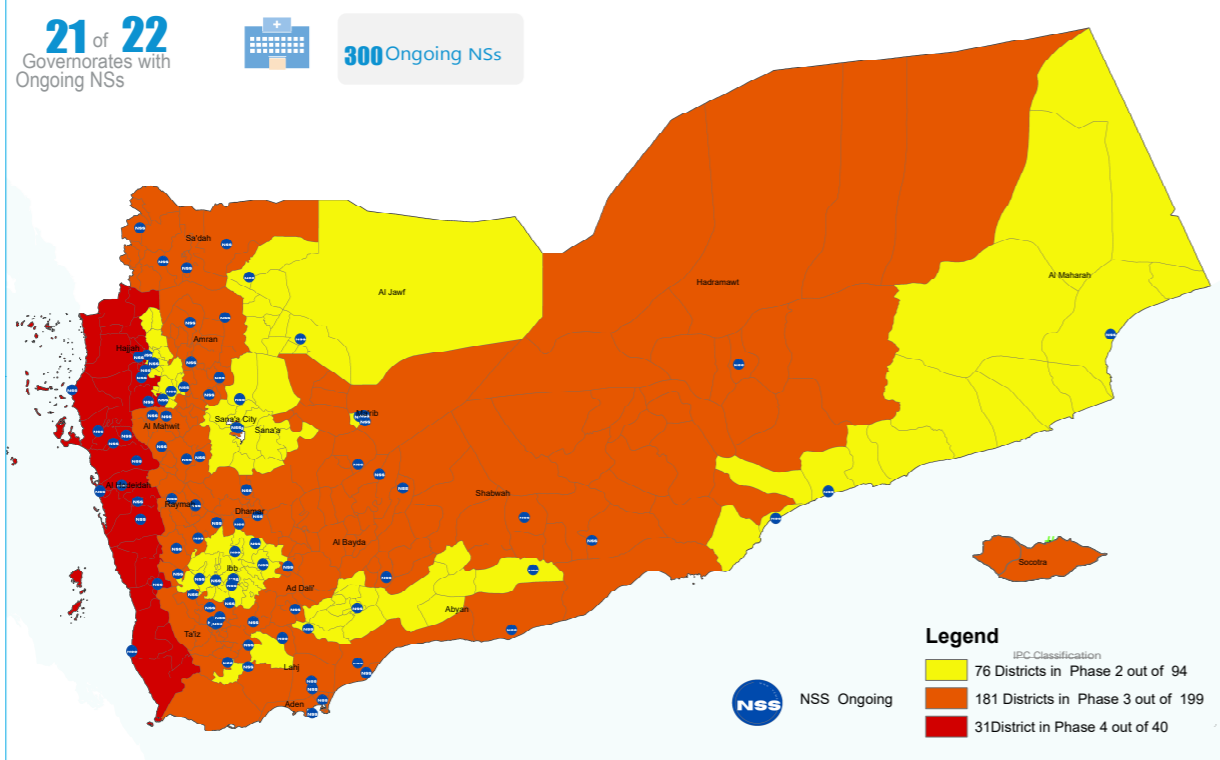 21 of 22
Governorates with
Ongoing NSs
300 Ongoing NSs
Sa'dah
Al Jawf
Hadramawt
Al Maharah
Amran
Hajjah
Ma'rib
Al Mahwit
Sana'a City
Sana'a
Al Hodeidah
Raymah
Dhamar
Shabwah
Al Bayda
Ibb
Ad Dali'
Abyan
Ta'iz
Lahj
Aden
Socotra
Legend
IPC Classification
76 Districts in Phase 2 out of 94
181 Districts in Phase 3 out of 199
31District in Phase 4 out of 40
NSS
NSS Ongoing